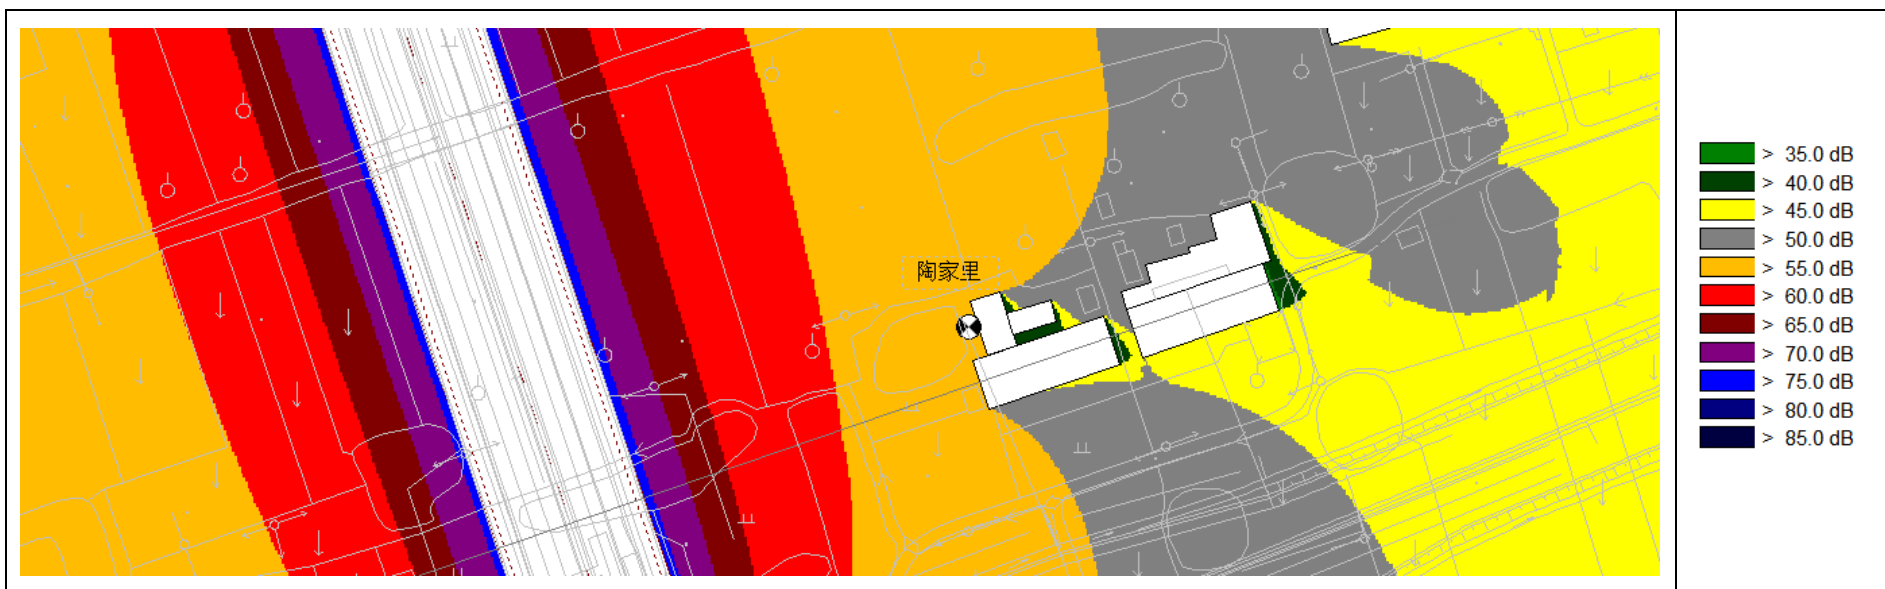 陶家里
> 35.0 dB
> 40.0 dB
> 45.0 dB
> 50.0 dB
> 55.0 dB
> 60.0 dB
> 65.0 dB
> 70.0 dB
> 75.0 dB
> 80.0 dB
> 85.0 dB